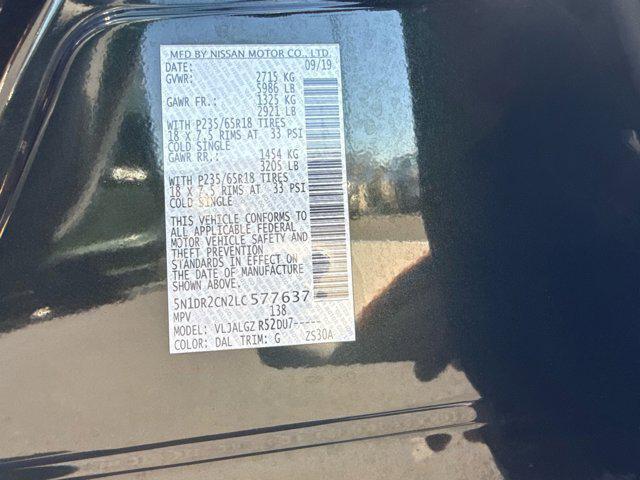 MFD BY NISSAN MOTOR CO., LTD.
DATE: 09/19
GVWR: 2715 KG
5986 LB
GAWR FR.: 1325 KG
2921 LB
WITH P235/65R18 TIRES
18 X 7.5 RIMS AT 33 PSI
COLD SINGLE
GAWR RR.: 1454 KG
3205 LB
WITH P235/65R18 TIRES
18 X 7.5 RIMS AT 33 PSI
COLD SINGLE
THIS VEHICLE CONFORMS TO
ALL APPLICABLE FEDERAL
MOTOR VEHICLE SAFETY AND
THEFT PREVENTION
STANDARDS IN EFFECT ON
THE DATE OF MANUFACTURE
SHOWN ABOVE.
5N1DR2CN2LC577637
MPV 138
MODEL: VLJALGZ R52DU7-----
COLOR: DAL TRIM: G ZS30A